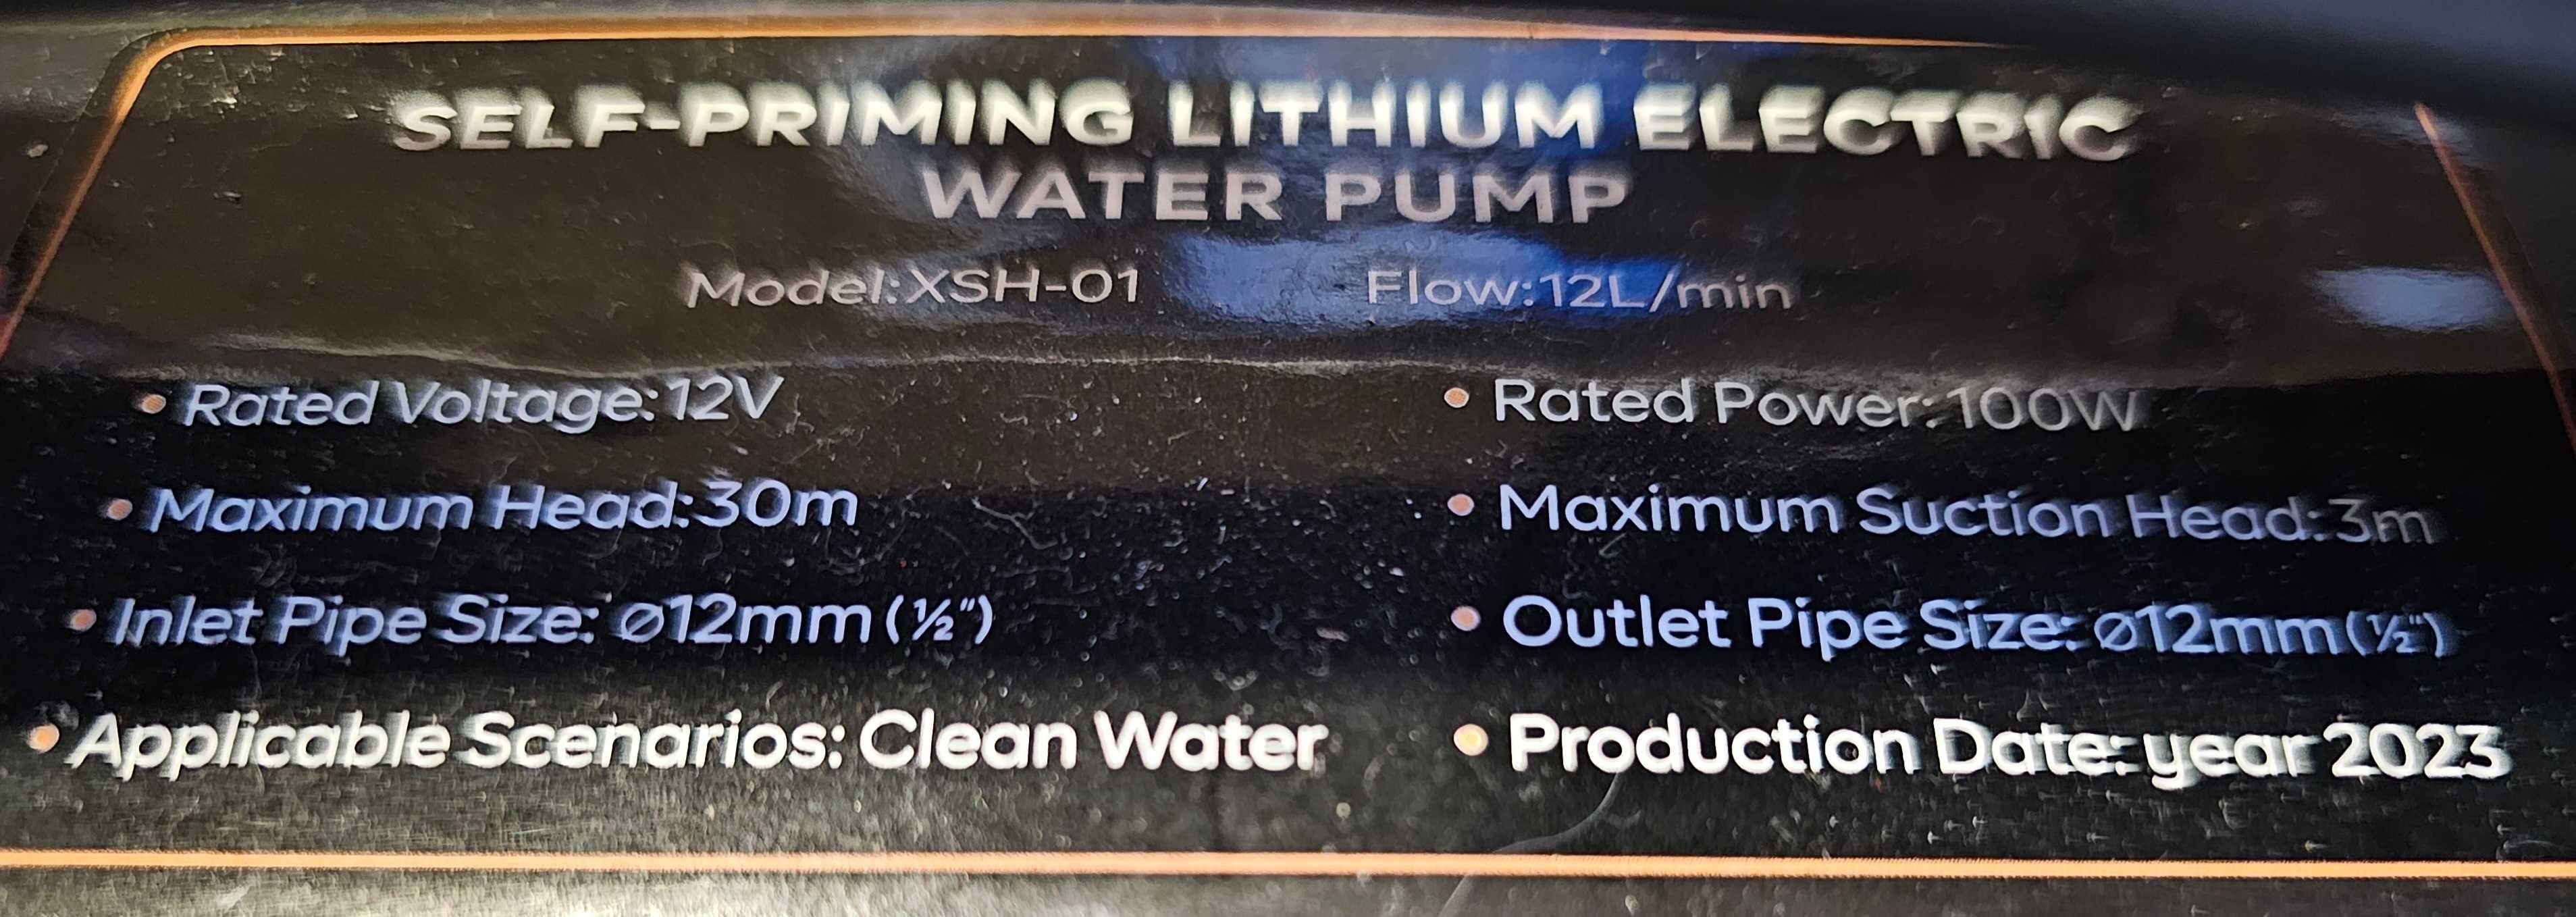 SELF-PRIMING LITHIUM ELECTRIC
WATER PUMP
Model:XSH-01 Flow:12L/min
• Rated Voltage:12V • Rated Power:100W
• Maximum Head:30m • Maximum Suction Head:3m
• Inlet Pipe Size: ø12mm(½") • Outlet Pipe Size: ø12mm(½")
• Applicable Scenarios: Clean Water • Production Date: year 2023